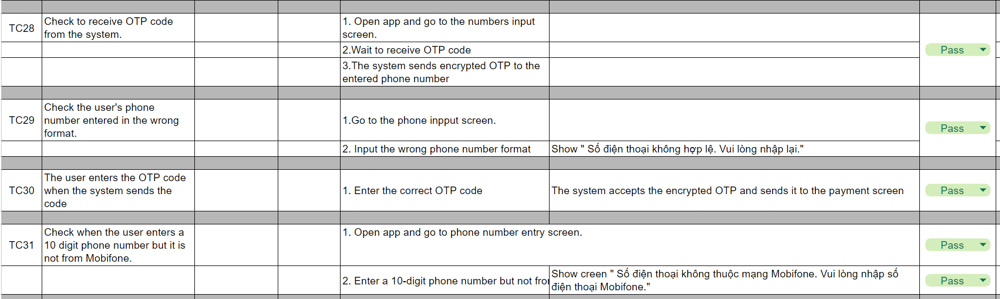 TC28
Check to receive OTP code
from the system.
1. Open app and go to the numbers input
screen.
Pass
2.Wait to receive OTP code
3.The system sends encrypted OTP to the
entered phone number
TC29
Check the user's phone
number entered in the wrong
format.
1.Go to the phone inpput screen.
Pass
2. Input the wrong phone number format
Show " Số điện thoại không hợp lệ. Vui lòng nhập lại."
TC30
The user enters the OTP code
when the system sends the
code
1. Enter the correct OTP code
The system accepts the encrypted OTP and sends it to the payment screen
Pass
TC31
Check when the user enters a
10 digit phone number but it is
not from Mobifone.
1. Open app and go to phone number entry screen.
Pass
2. Enter a 10-digit phone number but not
Show creen " Số điện thoại không thuộc mạng Mobifone. Vui lòng nhập số
điện thoại Mobifone."
Pass